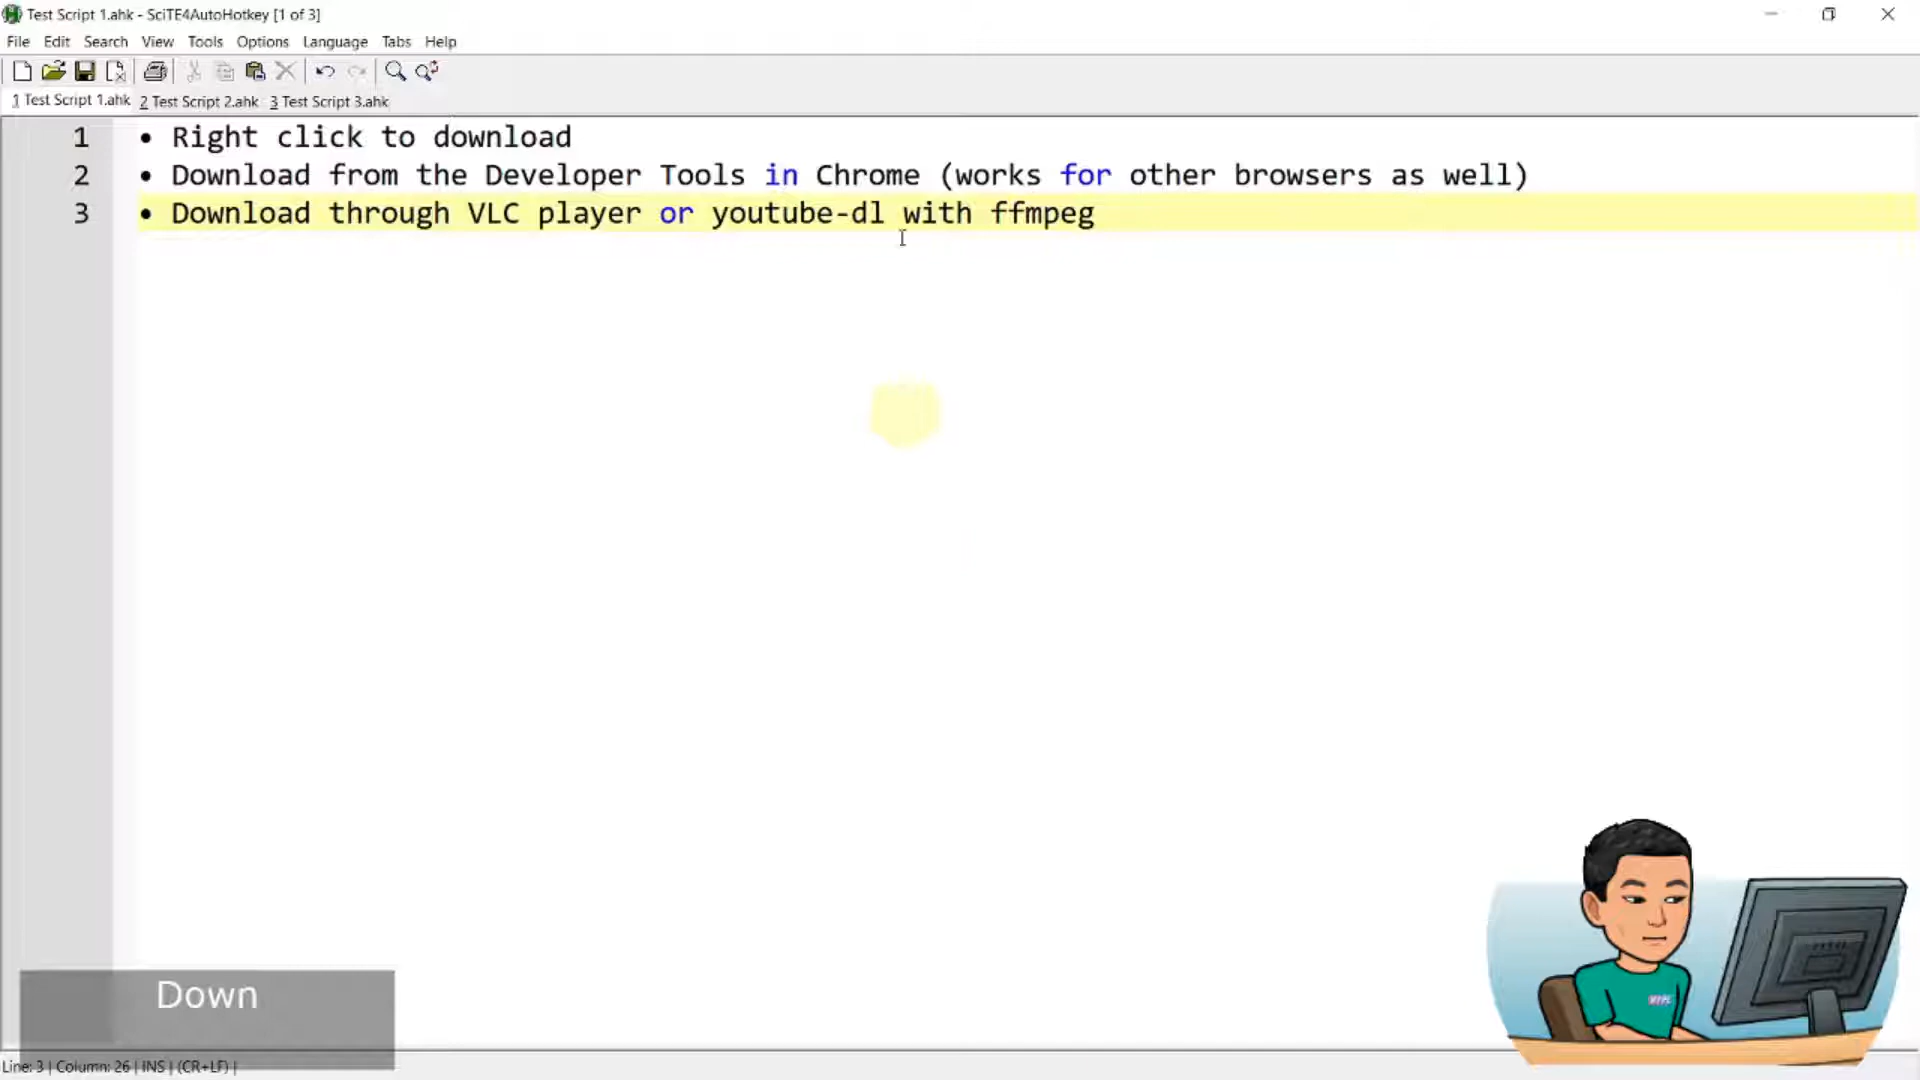 Test Script 1.ahk - SciTE4AutoHotkey [1 of 3]
File Edit Search View Tools Options Language Tabs Help
1 Test Script 1.ahk 2 Test Script 2.ahk 3 Test Script 3.ahk
1 • Right click to download
2 • Download from the Developer Tools in Chrome (works for other browsers as well)
3 • Download through VLC player or youtube-dl with ffmpeg
Down
Line: 3 | Column: 26 | INS | (CR+LF) |